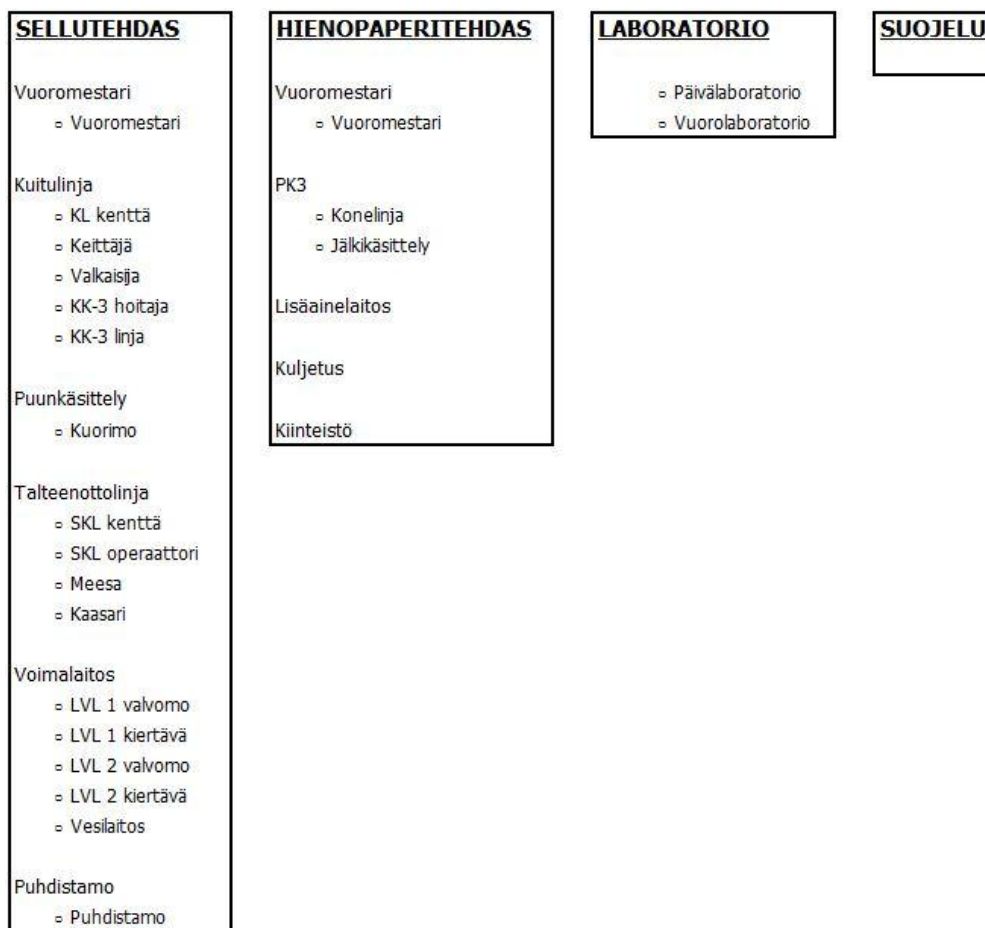 SELLUTEHDAS
Vuoromestari
▫ Vuoromestari
Kuitulinja
▫ KL kenttä
▫ Keittäjä
▫ Valkaisija
▫ KK-3 hoitaja
▫ KK-3 linja
Puunkäsittely
▫ Kuorimo
Talteenottolinja
▫ SKL kenttä
▫ SKL operaattori
▫ Meesa
▫ Kaasari
Voimalaitos
▫ LVL 1 valvomo
▫ LVL 1 kiertävä
▫ LVL 2 valvomo
▫ LVL 2 kiertävä
▫ Vesilaitos
Puhdistamo
▫ Puhdistamo
HIENOPAPERITEHDAS
Vuoromestari
▫ Vuoromestari
PK3
▫ Konelinja
▫ Jälkikäsittely
Lisäainelaitos
Kuljetus
Kiinteistö
LABORATORIO
▫ Päivälaboratorio
▫ Vuorolaboratorio
SUOJELU